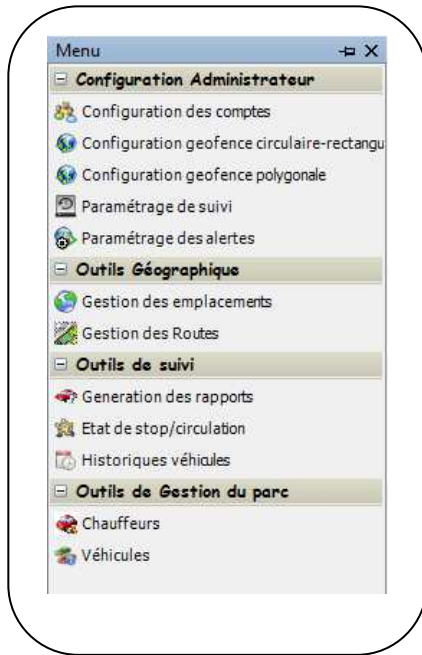 Menu
Configuration Administrateur
Configuration des comptes
Configuration geofence circulaire-rectangu
Configuration geofence polygonale
Paramétrage de suivi
Paramétrage des alertes
Outils Géographique
Gestion des emplacements
Gestion des Routes
Outils de suivi
Generation des rapports
Etat de stop/circulation
Historiques véhicules
Outils de Gestion du parc
Chauffeurs
Véhicules